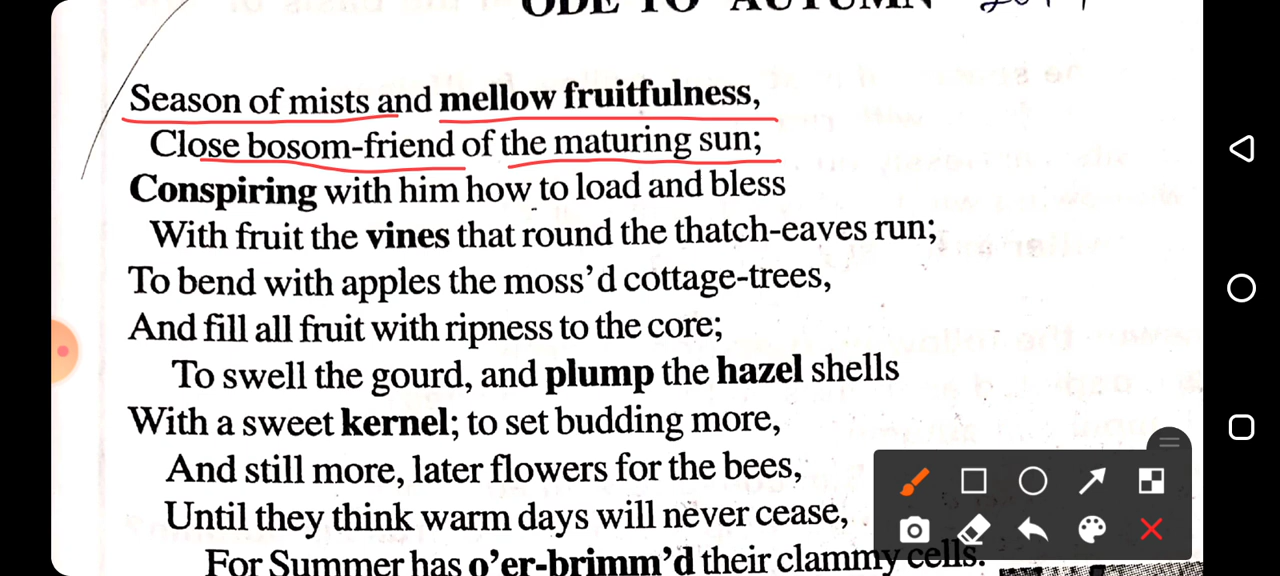 ODE TO AUTUMN
Season of mists and mellow fruitfulness,
Close bosom-friend of the maturing sun;
Conspiring with him how to load and bless
With fruit the vines that round the thatch-eaves run;
To bend with apples the moss'd cottage-trees,
And fill all fruit with ripness to the core;
To swell the gourd, and plump the hazel shells
With a sweet kernel; to set budding more,
And still more, later flowers for the bees,
Until they think warm days will never cease,
For Summer has o'er-brimm'd their clammy cells.